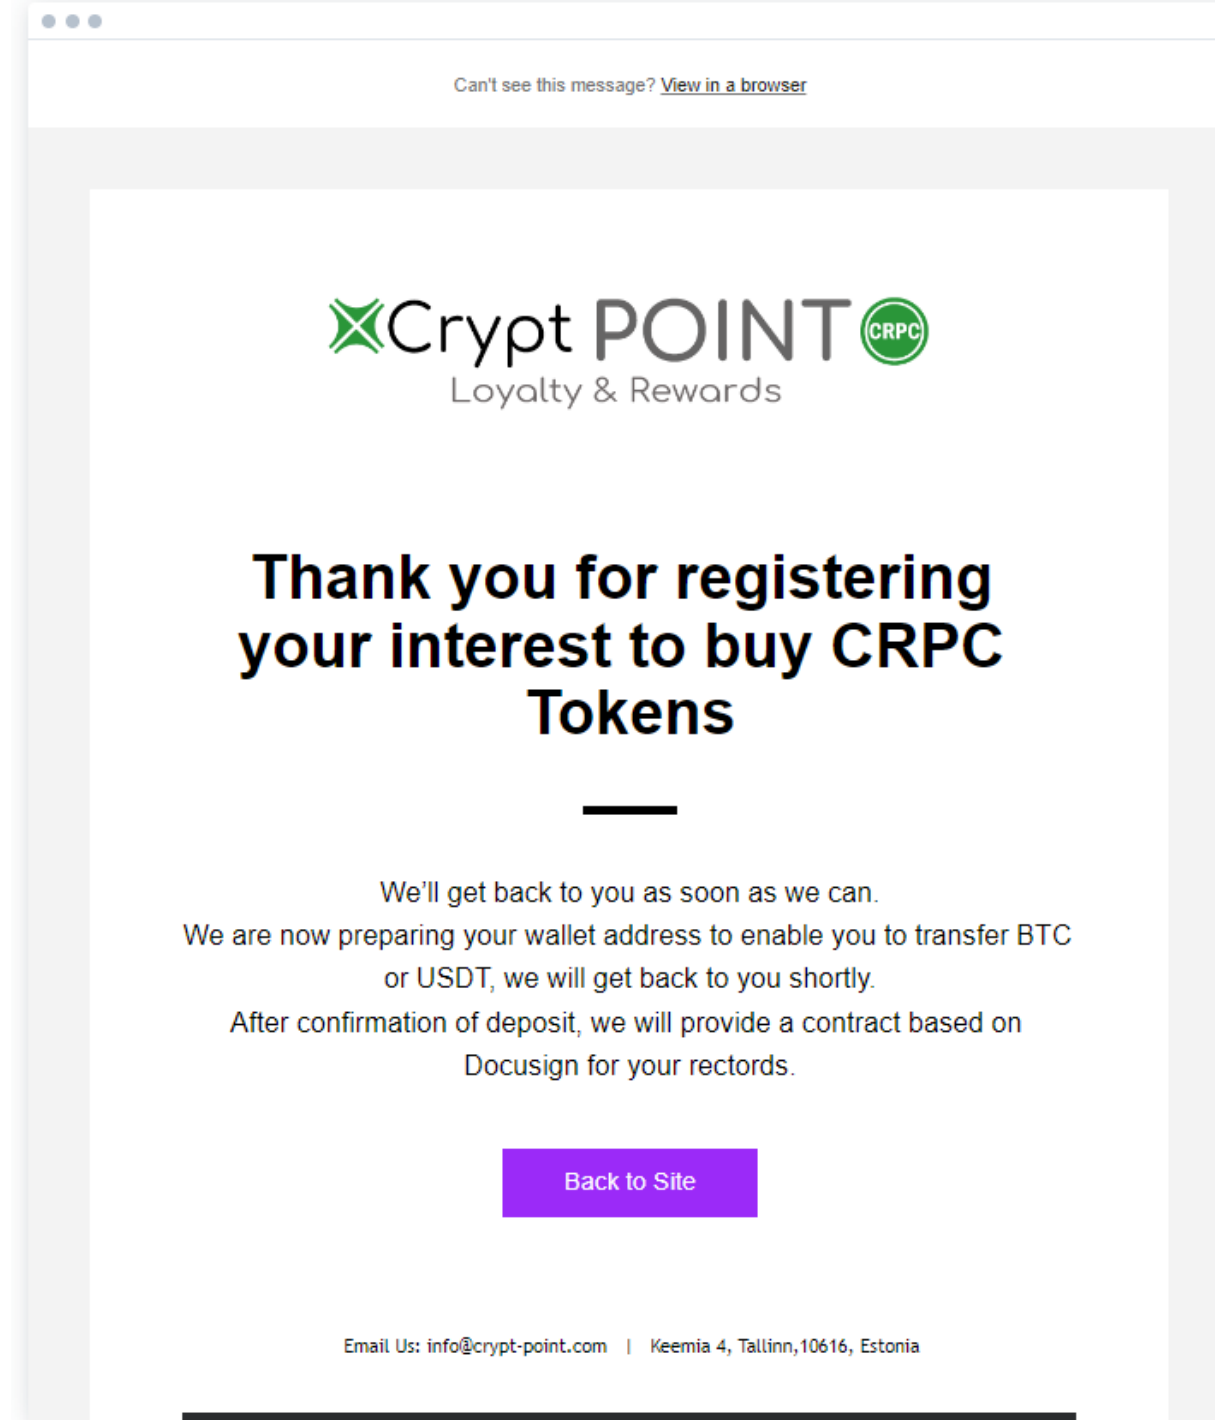 Can't see this message? View in a browser
Crypt POINT CRPC
Loyalty & Rewards
Thank you for registering
your interest to buy CRPC
Tokens
We'll get back to you as soon as we can.
We are now preparing your wallet address to enable you to transfer BTC
or USDT, we will get back to you shortly.
After confirmation of deposit, we will provide a contract based on
Docusign for your rectords.
Back to Site
Email Us: info@crypt-point.com | Keemia 4, Tallinn,10616, Estonia